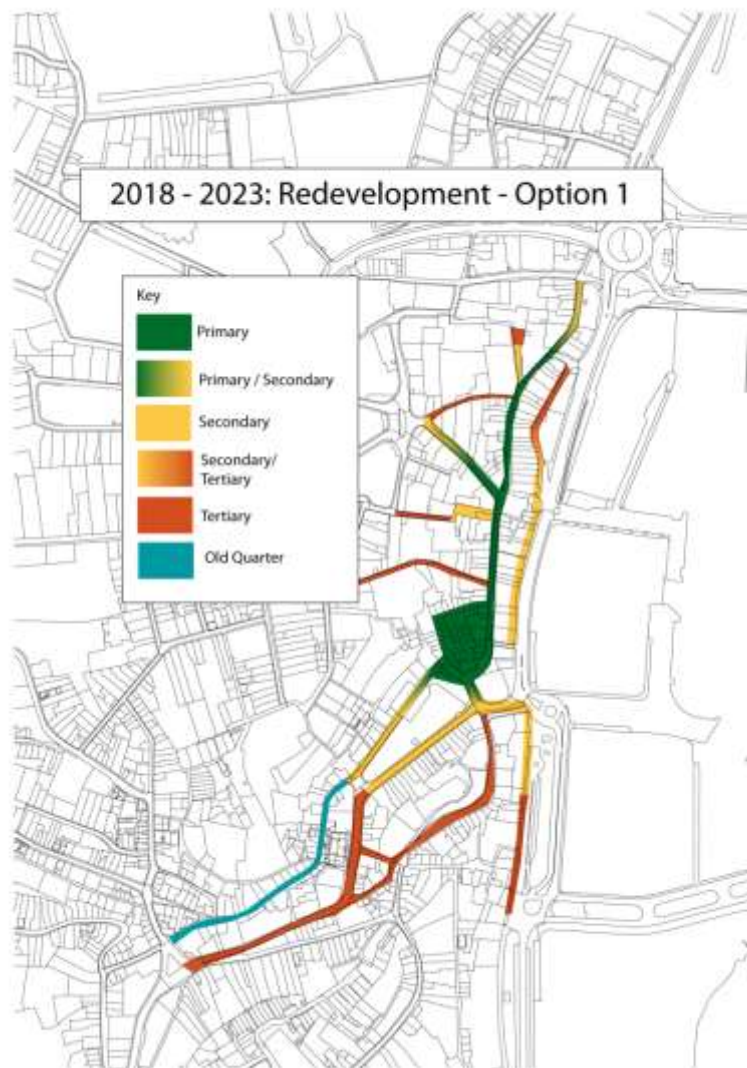 2018 - 2023: Redevelopment - Option 1
Key
Primary
Primary / Secondary
Secondary
Secondary/
Tertiary
Tertiary
Old Quarter